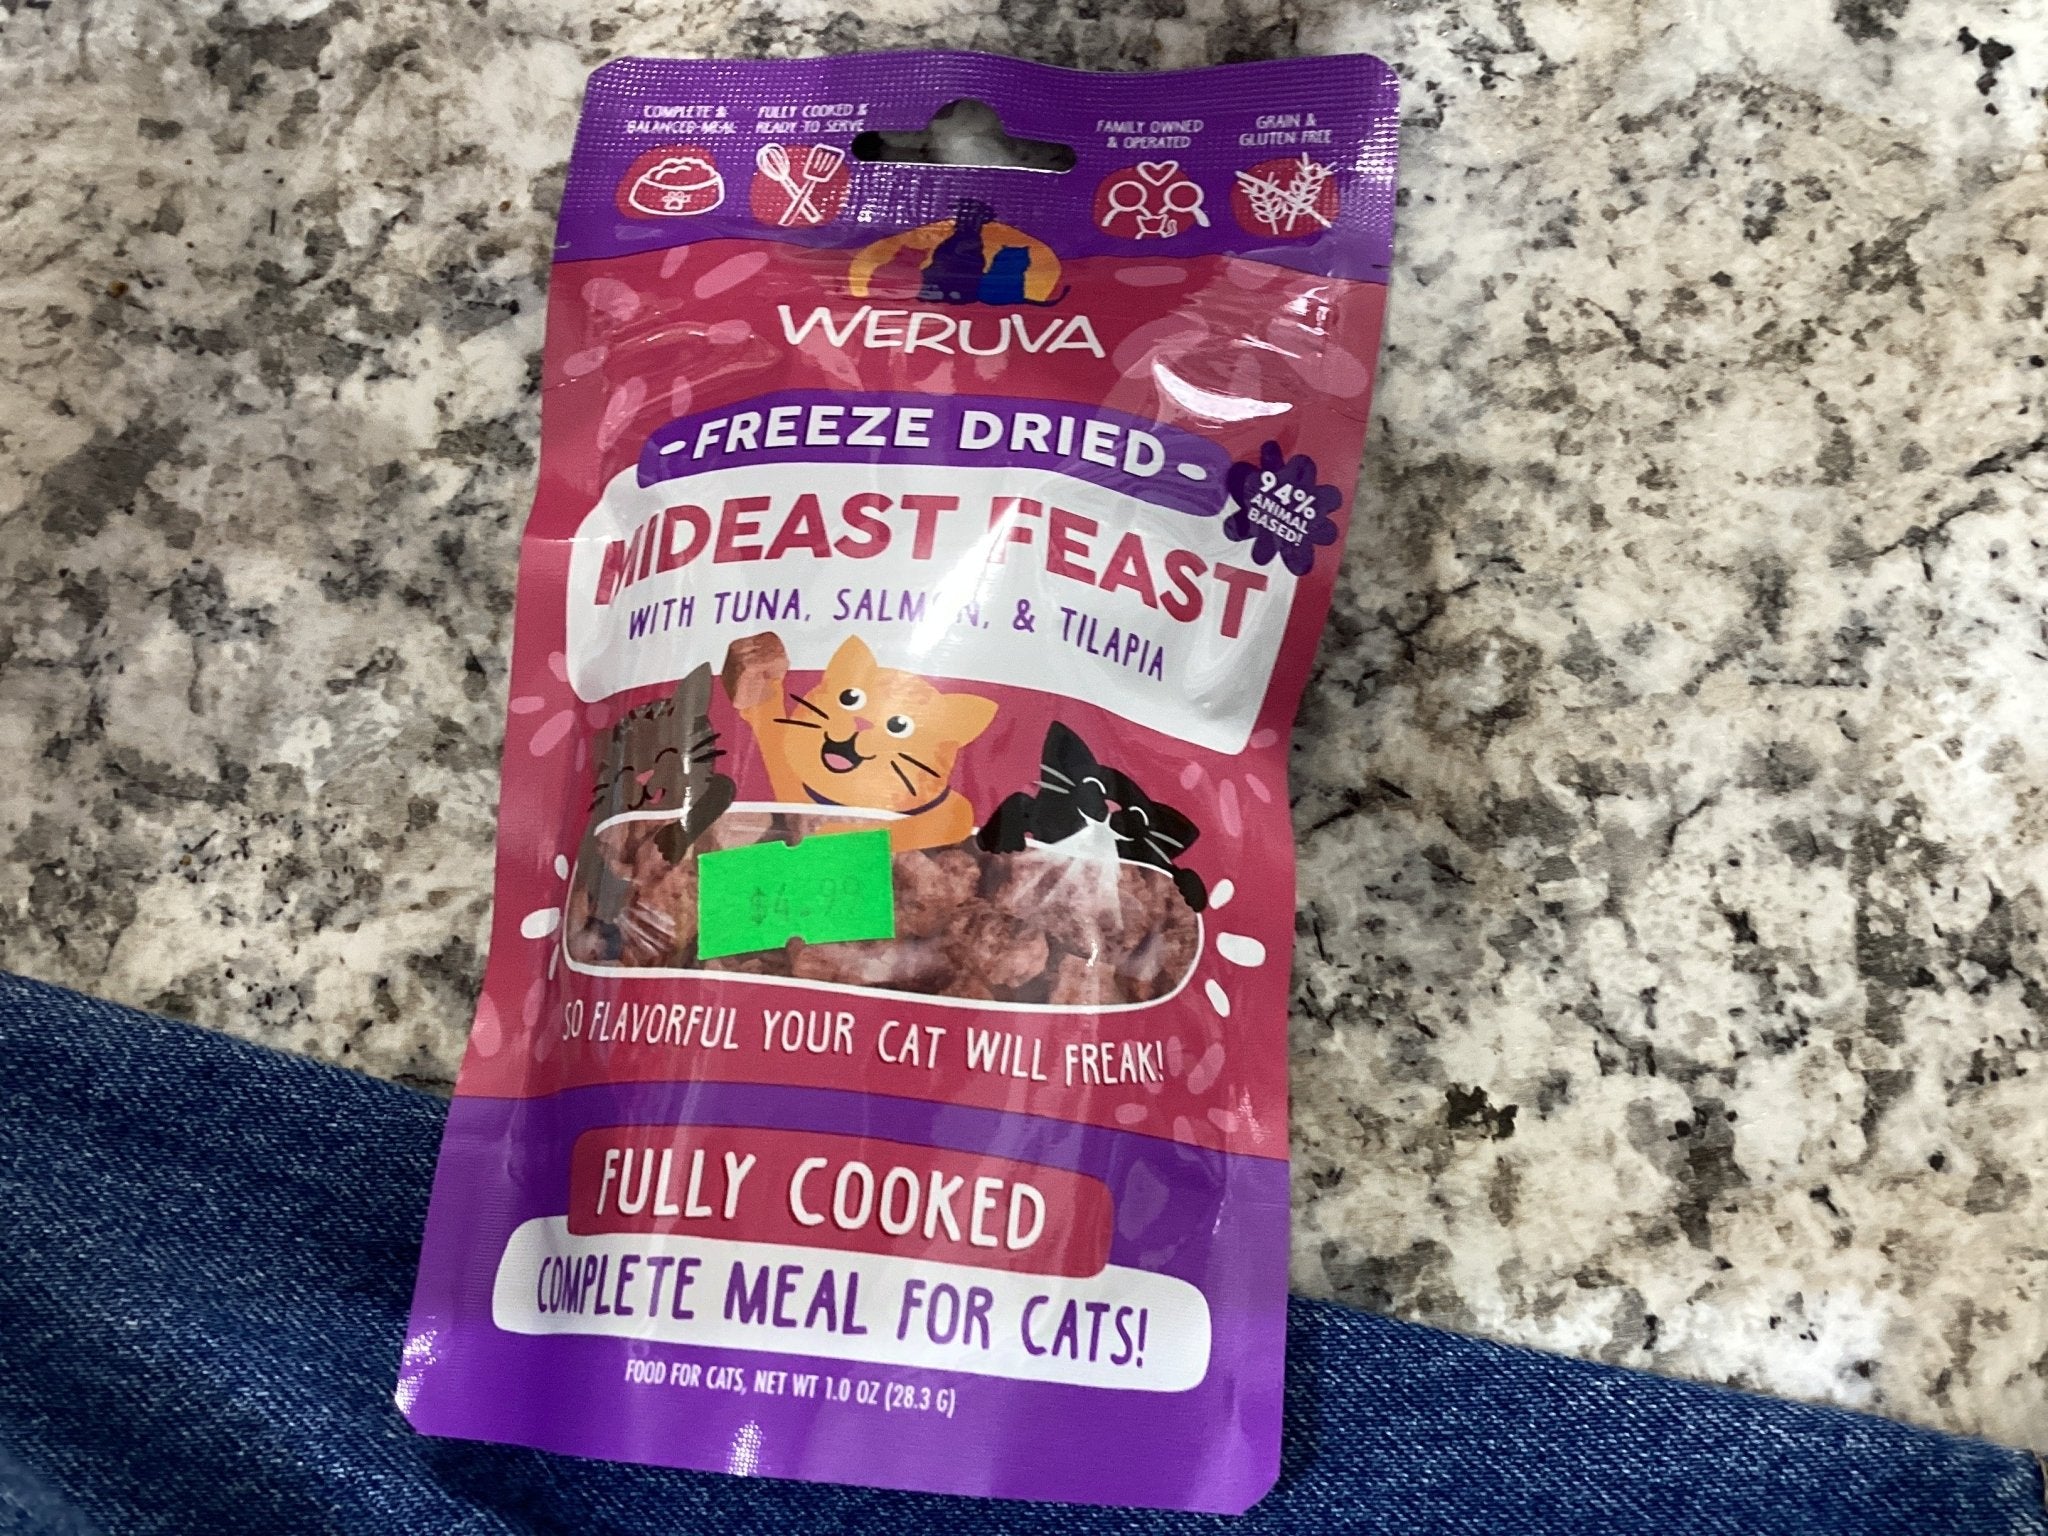 COMPLETE &
BALANCED MEAL
FULLY COOKED &
READY TO SERVE
FAMILY OWNED
& OPERATED
GRAIN &
GLUTEN FREE
WERUVA
-FREEZE DRIED-
MIDEAST FEAST
WITH TUNA, SALMON, & TILAPIA
94%
ANIMAL
BASED!
$4.99
SO FLAVORFUL YOUR CAT WILL FREAK!
FULLY COOKED
COMPLETE MEAL FOR CATS!
FOOD FOR CATS, NET WT 1.0 OZ (28.3 G)